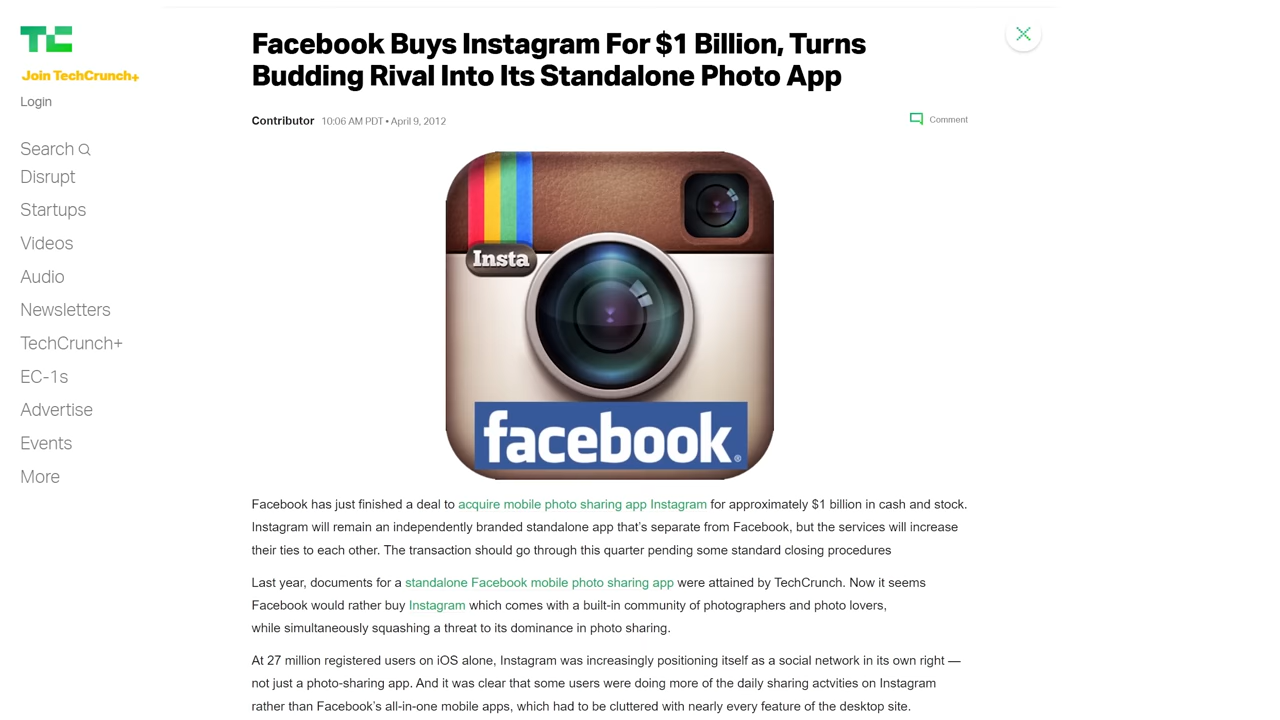 TC
Join TechCrunch+
Login
Search
Disrupt
Startups
Videos
Audio
Newsletters
TechCrunch+
EC-1s
Advertise
Events
More
Facebook Buys Instagram For $1 Billion, Turns
Budding Rival Into Its Standalone Photo App
Contributor 10:06 AM PDT • April 9, 2012
Comment
Insta
facebook®
Facebook has just finished a deal to acquire mobile photo sharing app Instagram for approximately $1 billion in cash and stock.
Instagram will remain an independently branded standalone app that’s separate from Facebook, but the services will increase
their ties to each other. The transaction should go through this quarter pending some standard closing procedures
Last year, documents for a standalone Facebook mobile photo sharing app were attained by TechCrunch. Now it seems
Facebook would rather buy Instagram which comes with a built-in community of photographers and photo lovers,
while simultaneously squashing a threat to its dominance in photo sharing.
At 27 million registered users on iOS alone, Instagram was increasingly positioning itself as a social network in its own right —
not just a photo-sharing app. And it was clear that some users were doing more of the daily sharing actvities on Instagram
rather than Facebook’s all-in-one mobile apps, which had to be cluttered with nearly every feature of the desktop site.